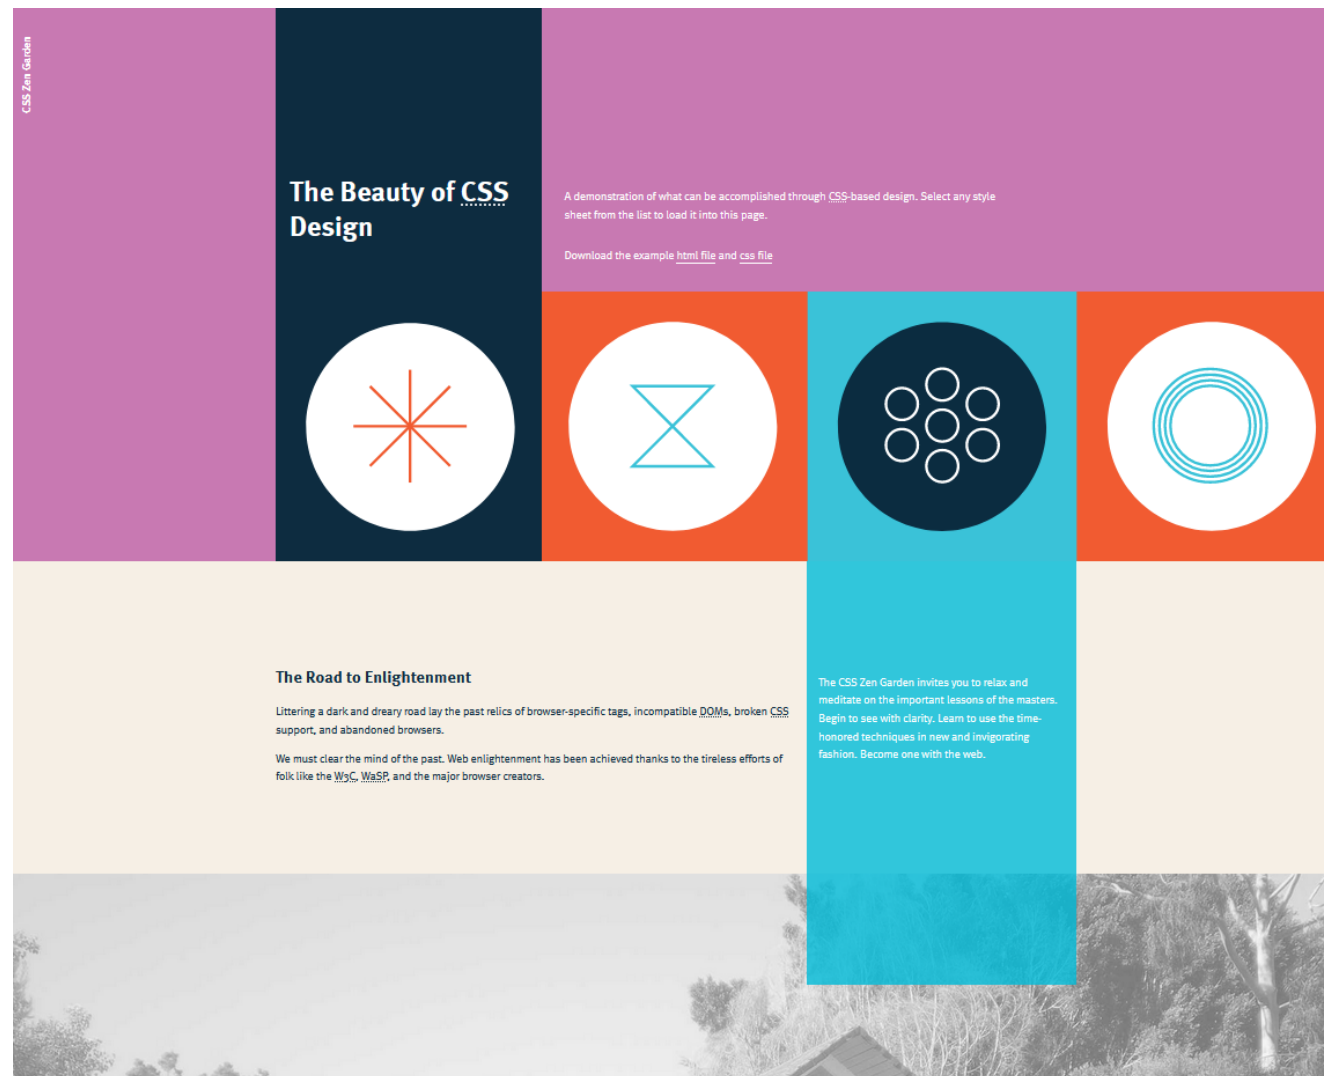 CSS Zen Garden
The Beauty of CSS
Design
A demonstration of what can be accomplished through CSS-based design. Select any style
sheet from the list to load it into this page.
Download the example html file and css file
The Road to Enlightenment
Littering a dark and dreary road lay the past relics of browser-specific tags, incompatible DOMs, broken CSS
support, and abandoned browsers.
We must clear the mind of the past. Web enlightenment has been achieved thanks to the tireless efforts of
folk like the W3C, WaSP, and the major browser creators.
The CSS Zen Garden invites you to relax and
meditate on the important lessons of the masters.
Begin to see with clarity. Learn to use the time-
honored techniques in new and invigorating
fashion. Become one with the web.